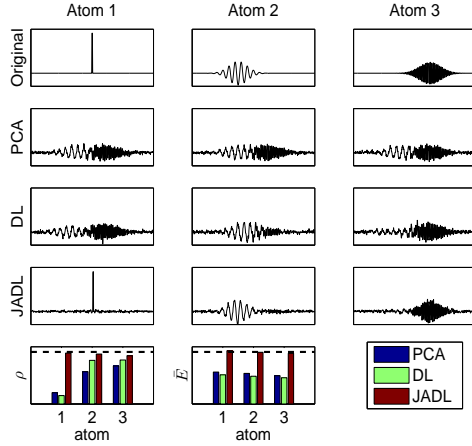 Atom 1 Atom 2 Atom 3
Original
PCA
DL
JADL
ρ
1 2 3
atom
Ē
1 2 3
atom
PCA
DL
JADL